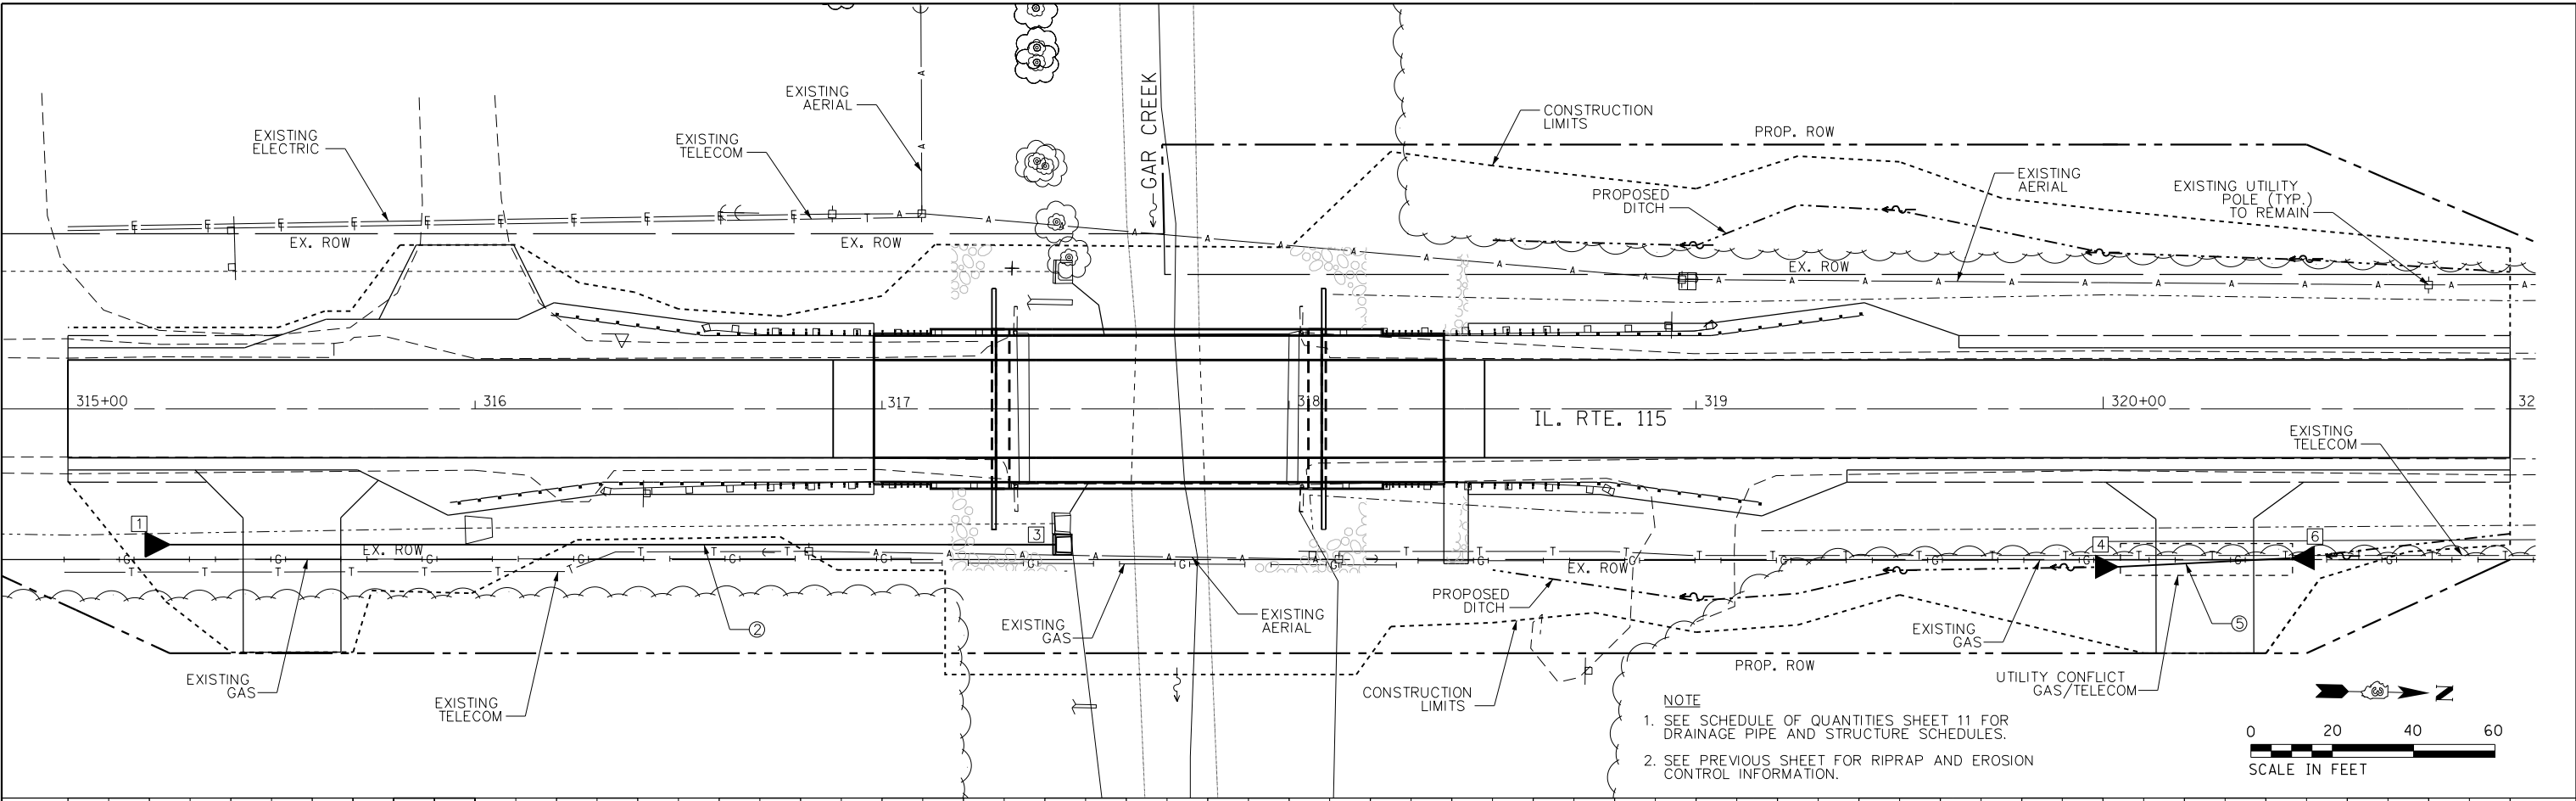 GAR CREEK
EXISTING
AERIAL
EXISTING
ELECTRIC
EXISTING
TELECOM
CONSTRUCTION
LIMITS
PROP. ROW
PROPOSED
DITCH
EXISTING
AERIAL
EXISTING UTILITY
POLE (TYP.)
TO REMAIN
E E E E E E E E E E T A A A
A A A A A A A A A A
A A A A A A A A A A A A
EX. ROW
EX. ROW
EX. ROW
315+00
316
317
318
319
320+00
32
IL. RTE. 115
EXISTING
TELECOM
1
3
4
6
EX. ROW
EX. ROW
G G G G G G G G G G G G G G
T T T T T T T T T T T T T T T T
A A A A A A A
2
5
EXISTING
GAS
EXISTING
TELECOM
EXISTING
GAS
EXISTING
AERIAL
PROPOSED
DITCH
CONSTRUCTION
LIMITS
EXISTING
GAS
UTILITY CONFLICT
GAS/TELECOM
PROP. ROW
NOTE
1. SEE SCHEDULE OF QUANTITIES SHEET 11 FOR
DRAINAGE PIPE AND STRUCTURE SCHEDULES.
2. SEE PREVIOUS SHEET FOR RIPRAP AND EROSION
CONTROL INFORMATION.
N
0 20 40 60
SCALE IN FEET